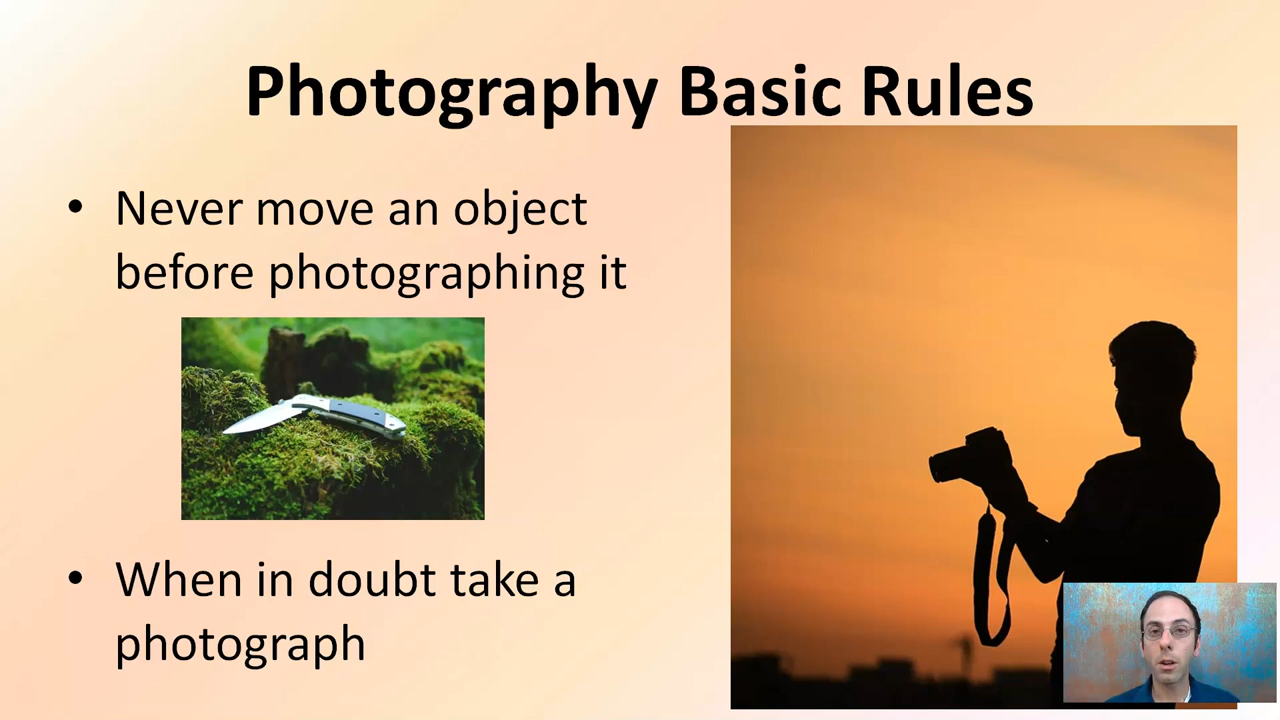 Photography Basic Rules
• Never move an object
before photographing it
• When in doubt take a
photograph